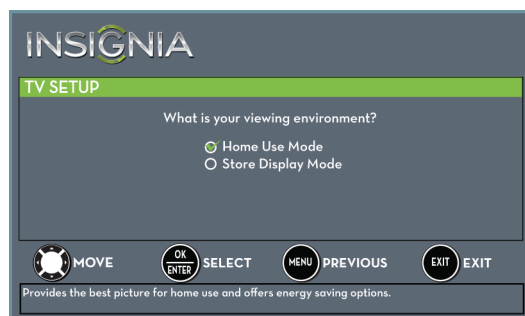 INSIGNIA
TV SETUP
What is your viewing environment?
Home Use Mode
Store Display Mode
MOVE OK ENTER SELECT MENU PREVIOUS EXIT EXIT
Provides the best picture for home use and offers energy saving options.